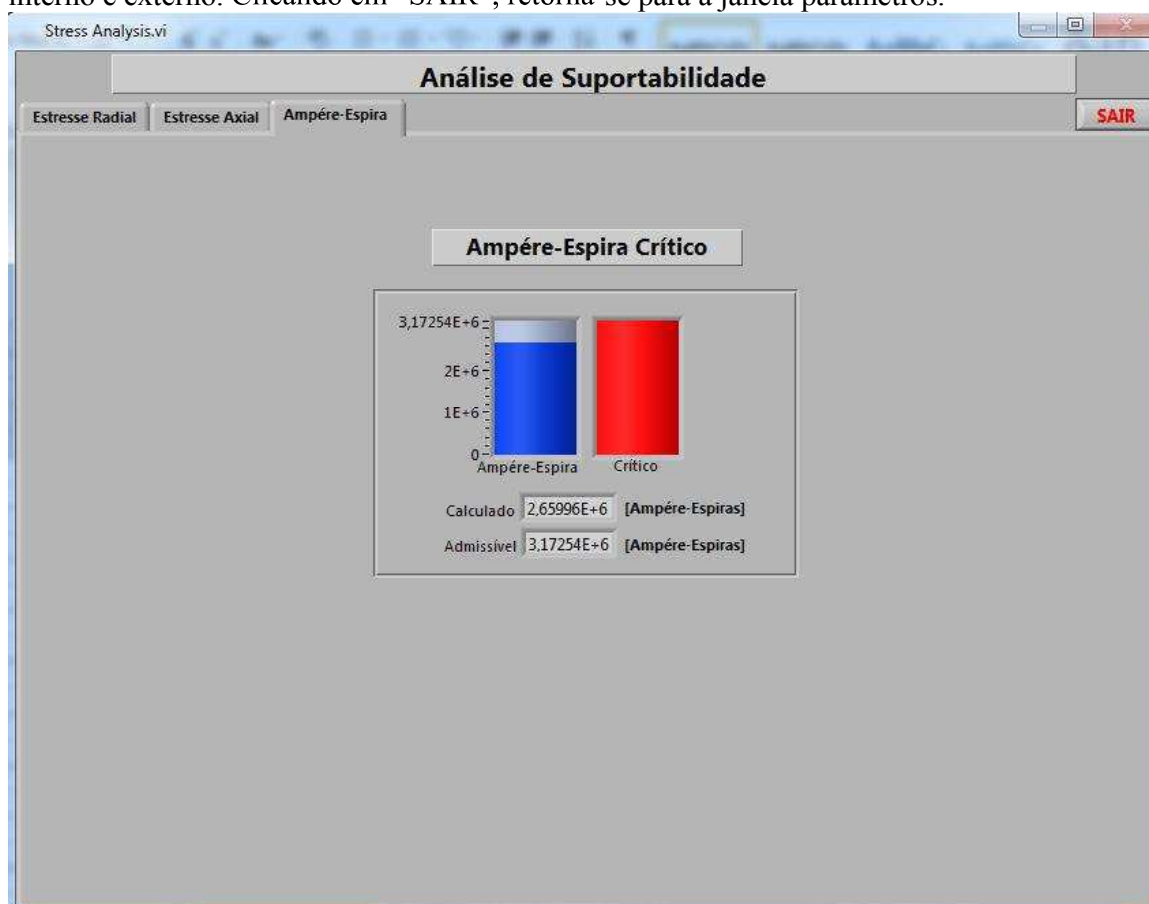 interno e externo. Clicando em "SAIR", retorna-se para a janela parâmetros.
Stress Analysis.vi
Análise de Suportabilidade
Estresse Radial Estresse Axial Ampére-Espira SAIR
Ampére-Espira Crítico
3,17254E+6
2E+6
1E+6
0
Ampére-Espira Crítico
Calculado 2,65996E+6 [Ampére-Espiras]
Admissível 3,17254E+6 [Ampére-Espiras]